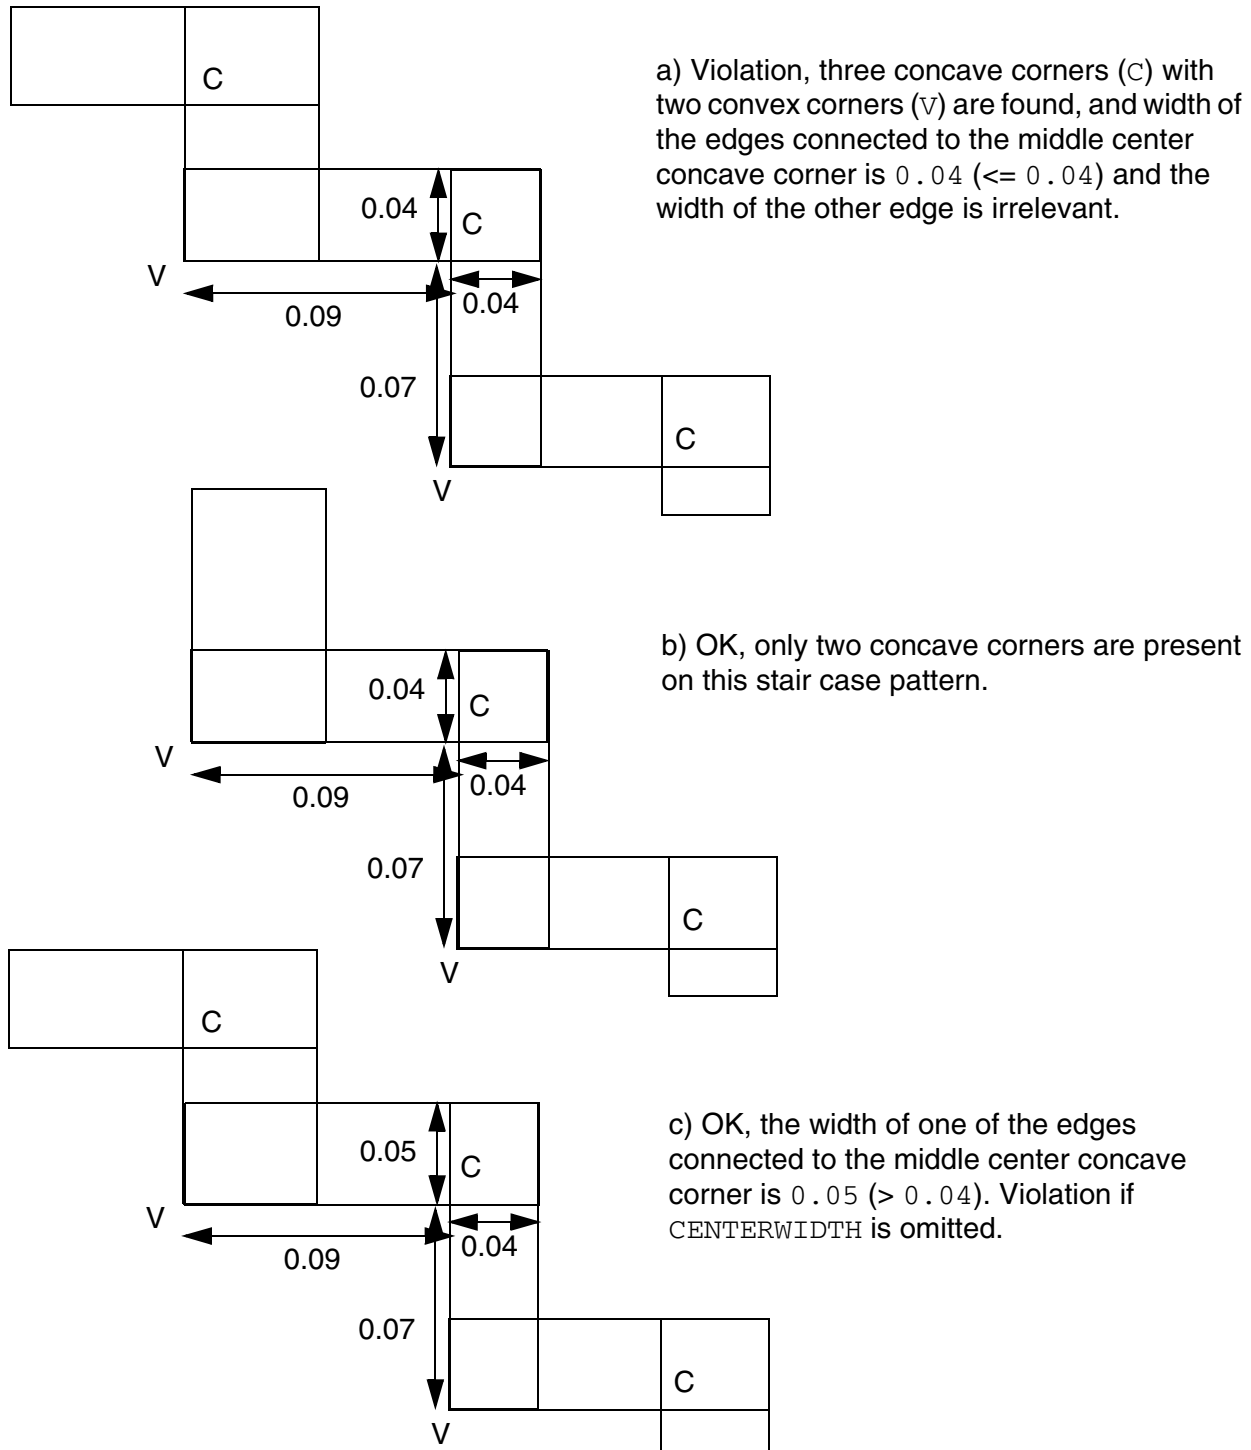 C
a) Violation, three concave corners (C) with
two convex corners (V) are found, and width of
the edges connected to the middle center
concave corner is 0.04 (<= 0.04) and the
width of the other edge is irrelevant.
0.04
C
V
0.09
0.04
0.07
C
V
b) OK, only two concave corners are present
on this stair case pattern.
0.04
C
V
0.09
0.04
0.07
C
V
C
c) OK, the width of one of the edges
connected to the middle center concave
corner is 0.05 (> 0.04). Violation if
CENTERWIDTH is omitted.
0.05
C
V
0.09
0.04
0.07
C
V